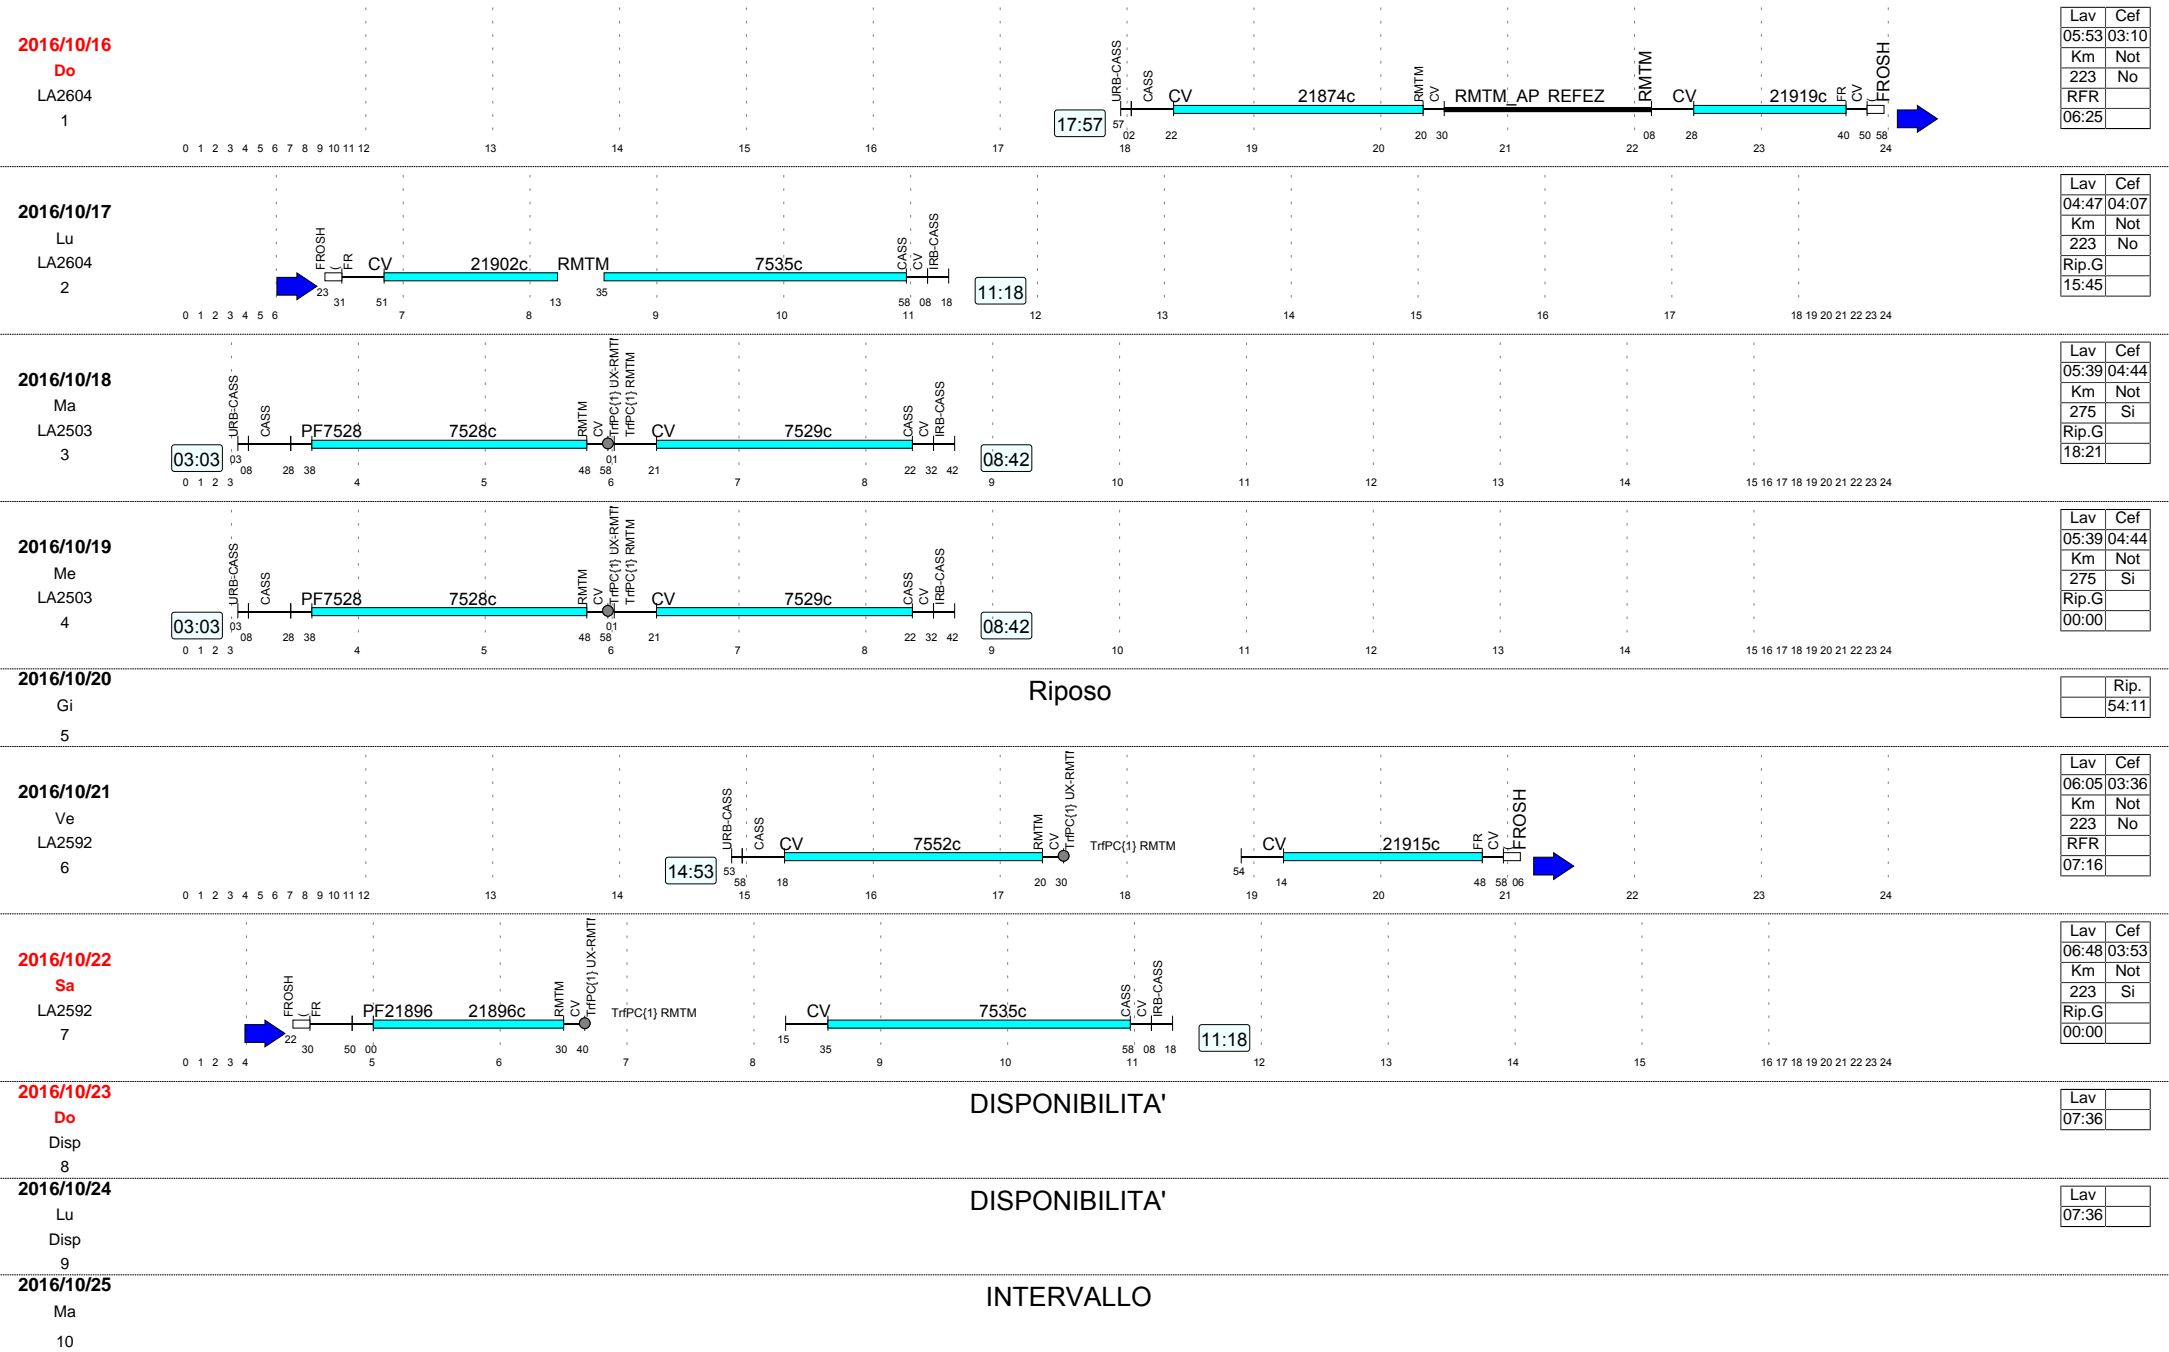 2016/10/16
Do
LA2604
1
17:57
URB-CASS
CASS
CV 21874c RMTM CV RMTM_AP REFEZ RMTM CV 21919c FR CV ( FROSH
57 02 22 20 30 08 28 40 50 58
0 1 2 3 4 5 6 7 8 9 10 11 12 13 14 15 16 17 18 19 20 21 22 23 24
Lav Cef
05:53 03:10
Km Not
223 No
RFR
06:25
2016/10/17
Lu
LA2604
2
FROSH ( FR CV 21902c RMTM 7535c CASS CV IRB-CASS
23 31 51 13 35 58 08 18
11:18
0 1 2 3 4 5 6 7 8 9 10 11 12 13 14 15 16 17 18 19 20 21 22 23 24
Lav Cef
04:47 04:07
Km Not
223 No
Rip.G
15:45
2016/10/18
Ma
LA2503
3
03:03
URB-CASS CASS PF7528 7528c RMTM CV TrfPC{1} UX-RMT TrfPC{1} RMTM CV 7529c CASS CV IRB-CASS
03 08 28 38 48 58 01 21 22 32 42
08:42
0 1 2 3 4 5 6 7 8 9 10 11 12 13 14 15 16 17 18 19 20 21 22 23 24
Lav Cef
05:39 04:44
Km Not
275 Si
Rip.G
18:21
2016/10/19
Me
LA2503
4
03:03
URB-CASS CASS PF7528 7528c RMTM CV TrfPC{1} UX-RMT TrfPC{1} RMTM CV 7529c CASS CV IRB-CASS
03 08 28 38 48 58 01 21 22 32 42
08:42
0 1 2 3 4 5 6 7 8 9 10 11 12 13 14 15 16 17 18 19 20 21 22 23 24
Lav Cef
05:39 04:44
Km Not
275 Si
Rip.G
00:00
2016/10/20
Gi
5
Riposo
Rip.
54:11
2016/10/21
Ve
LA2592
6
14:53
URB-CASS CASS CV 7552c RMTM CV TrfPC{1} UX-RMT TrfPC{1} RMTM CV 21915c FR CV ( FROSH
53 58 18 20 30 54 14 48 58 06
0 1 2 3 4 5 6 7 8 9 10 11 12 13 14 15 16 17 18 19 20 21 22 23 24
Lav Cef
06:05 03:36
Km Not
223 No
RFR
07:16
2016/10/22
Sa
LA2592
7
FROSH ( FR PF21896 21896c RMTM CV TrfPC{1} UX-RMT TrfPC{1} RMTM CV 7535c CASS CV IRB-CASS
22 30 50 00 30 40 15 35 58 08 18
11:18
0 1 2 3 4 5 6 7 8 9 10 11 12 13 14 15 16 17 18 19 20 21 22 23 24
Lav Cef
06:48 03:53
Km Not
223 Si
Rip.G
00:00
2016/10/23
Do
Disp
8
DISPONIBILITA'
Lav
07:36
2016/10/24
Lu
Disp
9
DISPONIBILITA'
Lav
07:36
2016/10/25
Ma
10
INTERVALLO